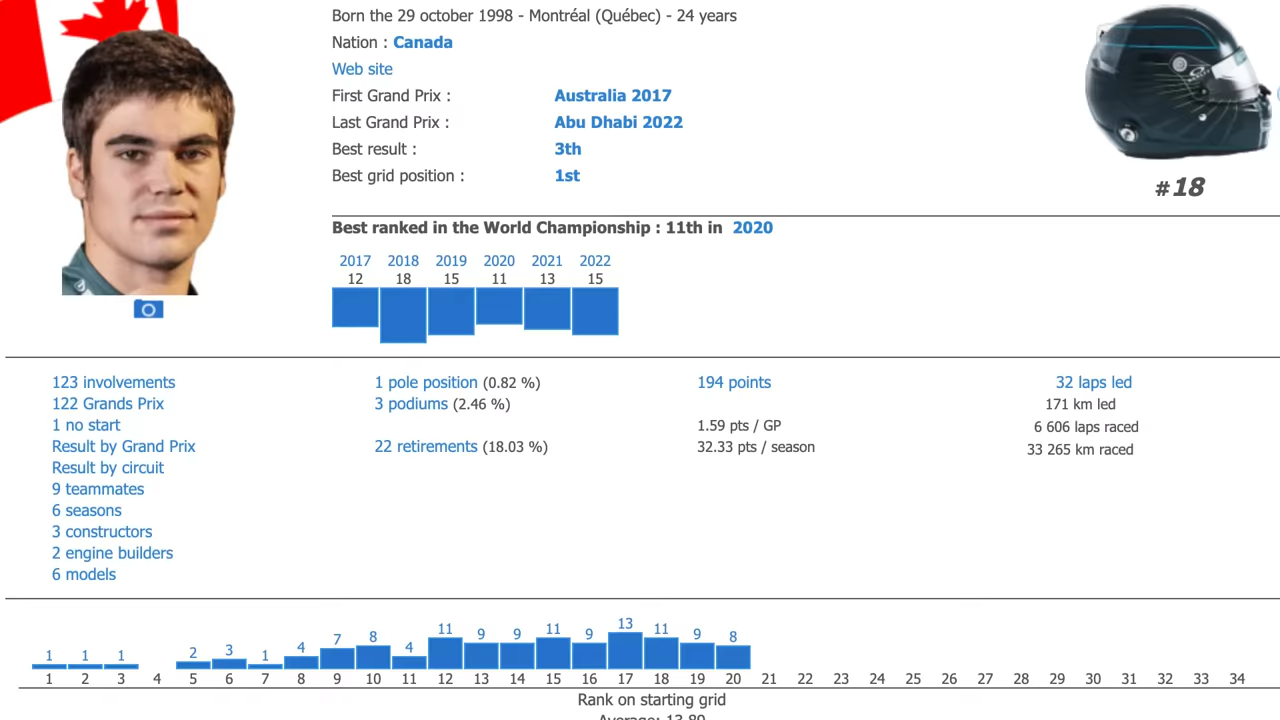 Born the 29 october 1998 - Montréal (Québec) - 24 years
Nation : Canada
Web site
First Grand Prix : Australia 2017
Last Grand Prix : Abu Dhabi 2022
Best result : 3th
Best grid position : 1st
#18
Best ranked in the World Championship : 11th in 2020
2017 2018 2019 2020 2021 2022
12 18 15 11 13 15
123 involvements 1 pole position (0.82 %) 194 points 32 laps led
122 Grands Prix 3 podiums (2.46 %) 171 km led
1 no start 1.59 pts / GP 6 606 laps raced
Result by Grand Prix 22 retirements (18.03 %) 32.33 pts / season 33 265 km raced
Result by circuit
9 teammates
6 seasons
3 constructors
2 engine builders
6 models
1 1 1 2 3 1 4 7 8 4 11 9 9 11 9 13 11 9 8
1 2 3 4 5 6 7 8 9 10 11 12 13 14 15 16 17 18 19 20 21 22 23 24 25 26 27 28 29 30 31 32 33 34
Rank on starting grid
Average: 13.80